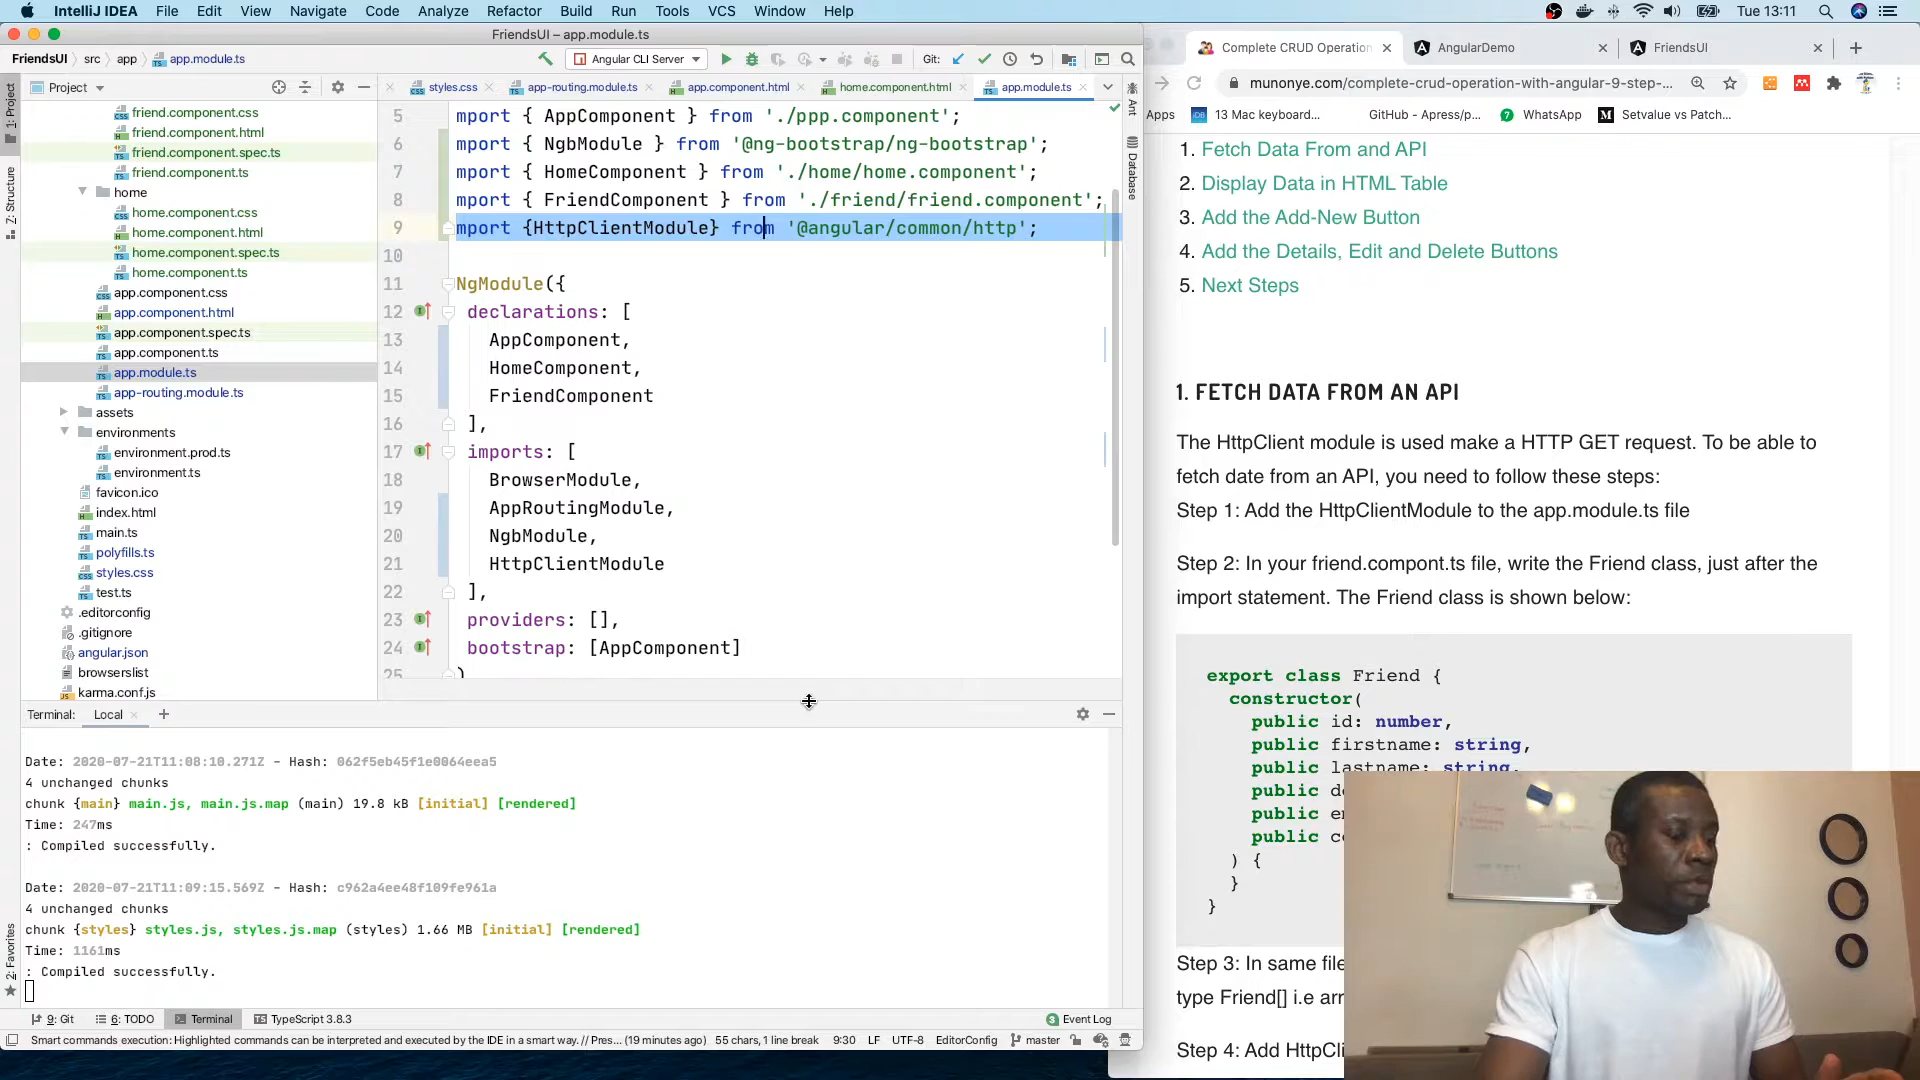 IntelliJ IDEA File Edit View Navigate Code Analyze Refactor Build Run Tools VCS Window Help Tue 13:11
FriendsUI – app.module.ts
FriendsUI src app app.module.ts Angular CLI Server Git:
Project
styles.css app-routing.module.ts app.component.html home.component.html app.module.ts
1: Project
Z: Structure
2: Favorites
Ant
Database
friend.component.css
friend.component.html
friend.component.spec.ts
friend.component.ts
home
home.component.css
home.component.html
home.component.spec.ts
home.component.ts
app.component.css
app.component.html
app.component.spec.ts
app.component.ts
app.module.ts
app-routing.module.ts
assets
environments
environment.prod.ts
environment.ts
favicon.ico
index.html
main.ts
polyfills.ts
styles.css
test.ts
.editorconfig
.gitignore
angular.json
browserslist
karma.conf.js
5 mport { AppComponent } from './ppp.component';
6 mport { NgbModule } from '@ng-bootstrap/ng-bootstrap';
7 mport { HomeComponent } from './home/home.component';
8 mport { FriendComponent } from './friend/friend.component';
9 mport {HttpClientModule} from '@angular/common/http';
10
11 NgModule({
12 declarations: [
13 AppComponent,
14 HomeComponent,
15 FriendComponent
16 ],
17 imports: [
18 BrowserModule,
19 AppRoutingModule,
20 NgbModule,
21 HttpClientModule
22 ],
23 providers: [],
24 bootstrap: [AppComponent]
25 )
Terminal: Local
Date: 2020-07-21T11:08:10.271Z - Hash: 062f5eb45f1e0064eea5
4 unchanged chunks
chunk {main} main.js, main.js.map (main) 19.8 kB [initial] [rendered]
Time: 247ms
: Compiled successfully.
Date: 2020-07-21T11:09:15.569Z - Hash: c962a4ee48f109fe961a
4 unchanged chunks
chunk {styles} styles.js, styles.js.map (styles) 1.66 MB [initial] [rendered]
Time: 1161ms
: Compiled successfully.
9: Git 6: TODO Terminal TypeScript 3.8.3 3 Event Log
Smart commands execution: Highlighted commands can be interpreted and executed by the IDE in a smart way. // Pres... (19 minutes ago) 55 chars, 1 line break 9:30 LF UTF-8 EditorConfig master
Complete CRUD Operation AngularDemo FriendsUI
munonye.com/complete-crud-operation-with-angular-9-step-...
Apps 13 Mac keyboard... GitHub - Apress/p... WhatsApp Setvalue vs Patch...
1. Fetch Data From and API
2. Display Data in HTML Table
3. Add the Add-New Button
4. Add the Details, Edit and Delete Buttons
5. Next Steps
1. FETCH DATA FROM AN API
The HttpClient module is used make a HTTP GET request. To be able to
fetch date from an API, you need to follow these steps:
Step 1: Add the HttpClientModule to the app.module.ts file
Step 2: In your friend.compont.ts file, write the Friend class, just after the
import statement. The Friend class is shown below:
export class Friend {
constructor(
public id: number,
public firstname: string,
public lastname: string,
public de
public em
public co
) {
}
}
Step 3: In same file
type Friend[] i.e arr
Step 4: Add HttpCli